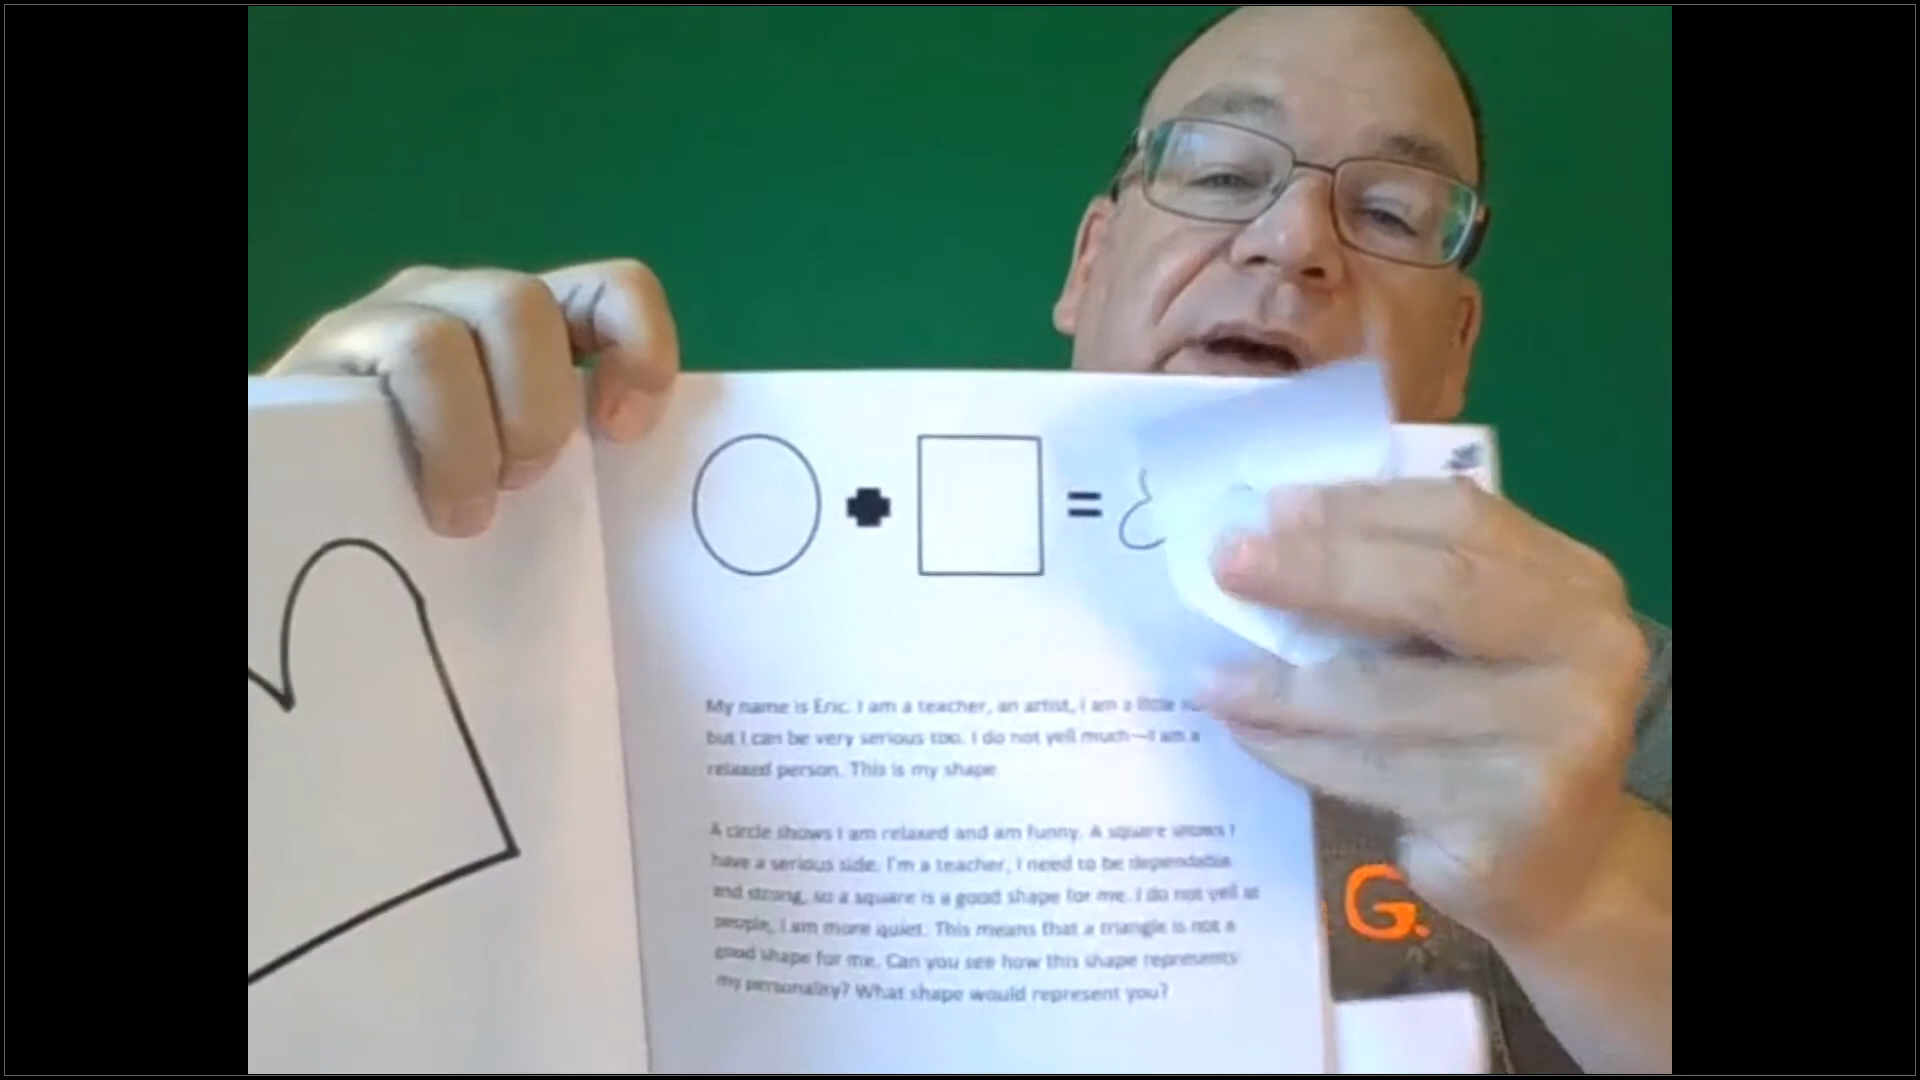 =
My name is Eric. I am a teacher, an artist, I am a little
but I can be very serious too. I do not yell much—I am a
relaxed person. This is my shape
A circle shows I am relaxed and am funny. A square shows I
have a serious side. I'm a teacher, I need to be dependable
and strong, so a square is a good shape for me. I do not yell at
people, I am more quiet. This means that a triangle is not a
good shape for me. Can you see how this shape represents
my personality? What shape would represent you?
G.